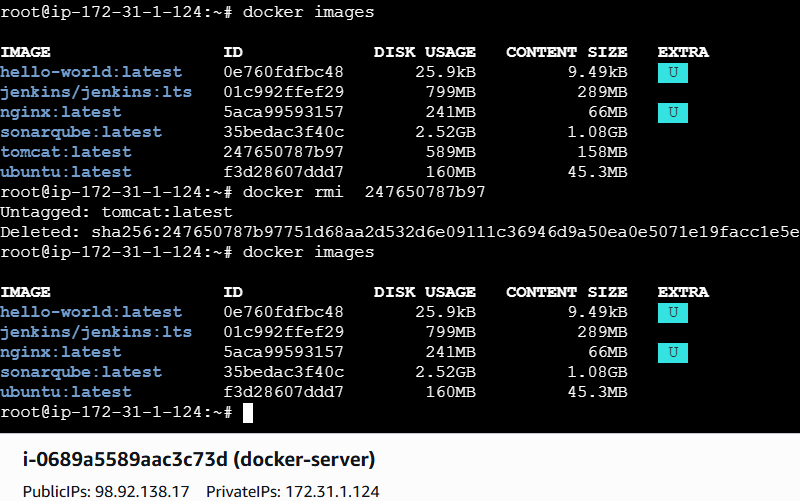 root@ip-172-31-1-124:~# docker images
IMAGE ID DISK USAGE CONTENT SIZE EXTRA
hello-world:latest 0e760fdfbc48 25.9kB 9.49kB U
jenkins/jenkins:lts 01c992ffef29 799MB 289MB
nginx:latest 5aca99593157 241MB 66MB U
sonarqube:latest 35bedac3f40c 2.52GB 1.08GB
tomcat:latest 247650787b97 589MB 158MB
ubuntu:latest f3d28607ddd7 160MB 45.3MB
root@ip-172-31-1-124:~# docker rmi  247650787b97
Untagged: tomcat:latest
Deleted: sha256:247650787b97751d68aa2d532d6e09111c36946d9a50ea0e5071e19facc1e5e
root@ip-172-31-1-124:~# docker images
IMAGE ID DISK USAGE CONTENT SIZE EXTRA
hello-world:latest 0e760fdfbc48 25.9kB 9.49kB U
jenkins/jenkins:lts 01c992ffef29 799MB 289MB
nginx:latest 5aca99593157 241MB 66MB U
sonarqube:latest 35bedac3f40c 2.52GB 1.08GB
ubuntu:latest f3d28607ddd7 160MB 45.3MB
root@ip-172-31-1-124:~#
i-0689a5589aac3c73d (docker-server)
PublicIPs: 98.92.138.17 PrivateIPs: 172.31.1.124